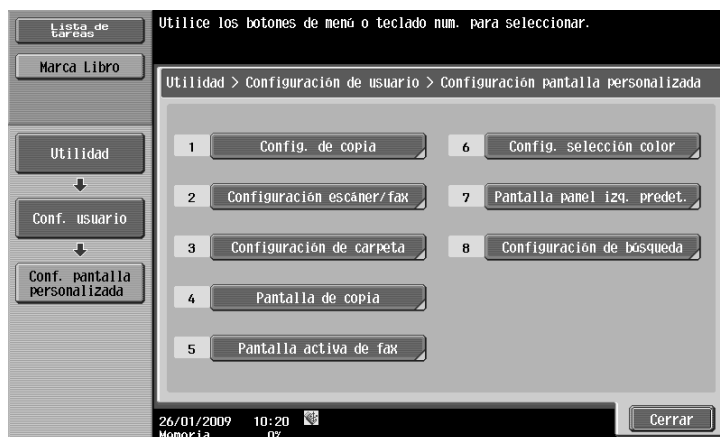 Lista de
tareas
Utilice los botones de menú o teclado num. para seleccionar.
Marca Libro
Utilidad > Configuración de usuario > Configuración pantalla personalizada
Utilidad
Conf. usuario
Conf. pantalla
personalizada
1 Config. de copia
2 Configuración escáner/fax
3 Configuración de carpeta
4 Pantalla de copia
5 Pantalla activa de fax
6 Config. selección color
7 Pantalla panel izq. predet.
8 Configuración de búsqueda
26/01/2009 10:20
Memoria 0%
Cerrar